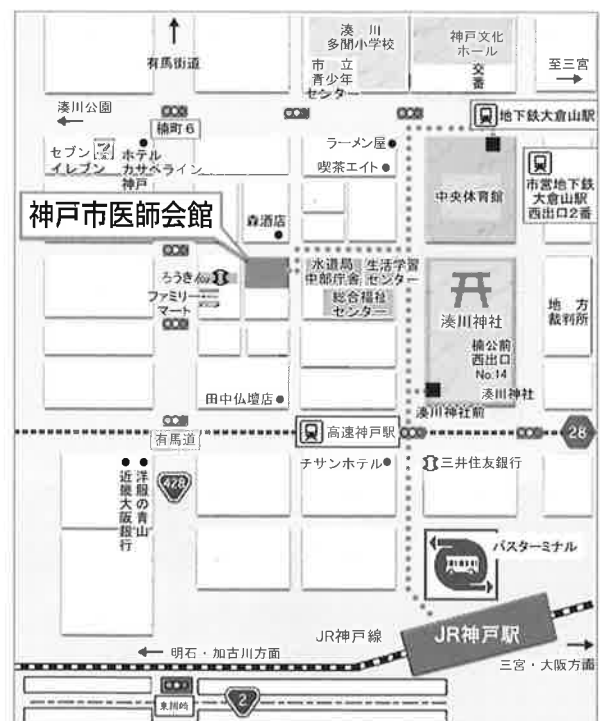 湊川
多聞小学校
神戸文化
ホール
有馬街道
市立
青少年
センター
交番
至三宮
湊川公園
楠町6
地下鉄大倉山駅
ラーメン屋
喫茶エイト
セブン
イレブン
ホテル
カサベライン
神戸
市営地下鉄
大倉山駅
西出口2番
中央体育館
神戸市医師会館
森酒店
水道局
中部庁舎
生活学習
センター
総合福祉
センター
ろうきん
ファミリー
マート
湊川神社
地方
裁判所
楠公前
西出口
No.14
湊川神社
湊川神社前
田中仏壇店
有馬道
高速神戸駅
28
チサンホテル
三井住友銀行
428
洋服の青山
近畿大阪銀行
バスターミナル
JR神戸線
JR神戸駅
明石・加古川方面
三宮・大阪方面
東川崎
2